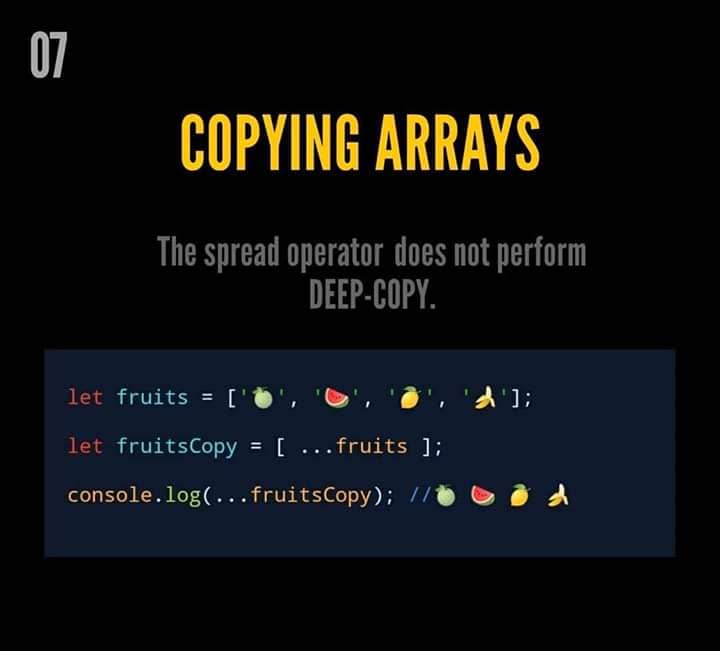 07
COPYING ARRAYS
The spread operator does not perform
DEEP-COPY.
let fruits = ['🍈', '🍉', '🍋', '🍌'];
let fruitsCopy = [ ...fruits ];
console.log(...fruitsCopy); //🍈 🍉 🍋 🍌